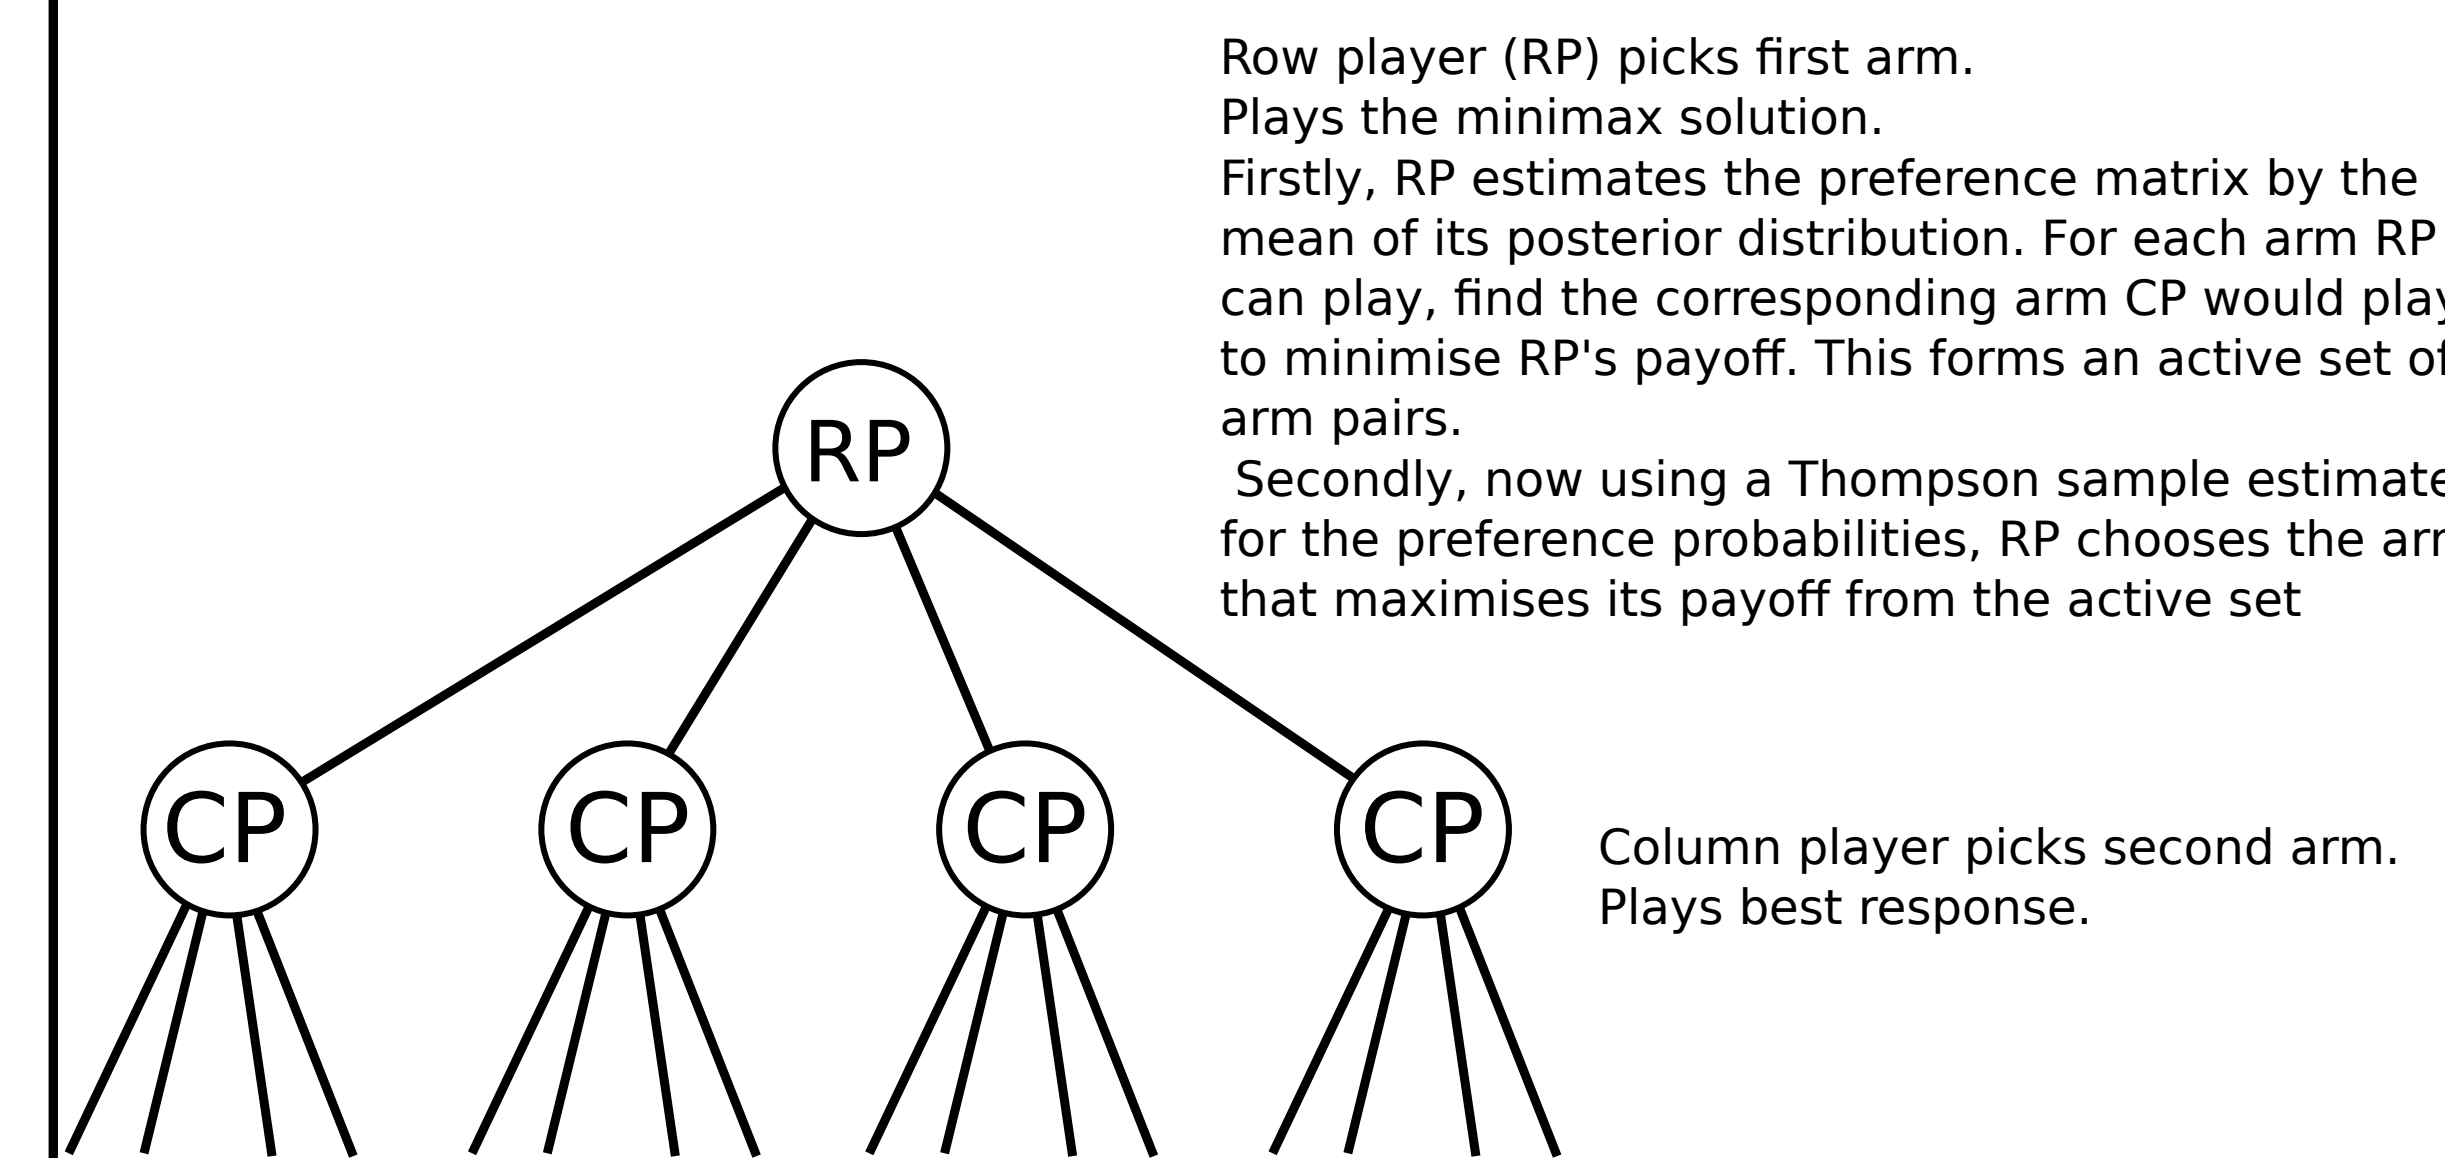 Row player (RP) picks first arm.
Plays the minimax solution.
Firstly, RP estimates the preference matrix by the
mean of its posterior distribution. For each arm RP
can play, find the corresponding arm CP would play
to minimise RP's payoff. This forms an active set of
arm pairs.
Secondly, now using a Thompson sample estimate
for the preference probabilities, RP chooses the
that maximises its payoff from the active set
RP
CP CP CP CP
Column player picks second arm.
Plays best response.